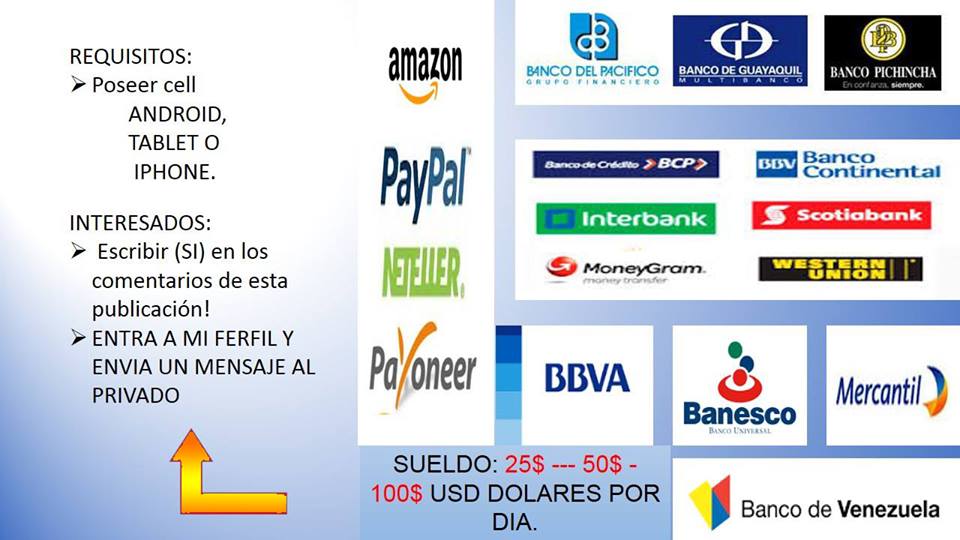 REQUISITOS:
➢ Poseer cell
ANDROID,
TABLET O
IPHONE.
INTERESADOS:
➢ Escribir (SI) en los
comentarios de esta
publicación!
➢ ENTRA A MI FERFIL Y
ENVIA UN MENSAJE AL
PRIVADO
amazon
PayPal
NETELLER
Payoneer
BANCO DEL PACIFICO
GRUPO FINANCIERO
BANCO DE GUAYAQUIL
MULTIBANCO
BANCO PICHINCHA
En confianza, siempre.
Banco de Crédito BCP
BBV Banco
Continental
Interbank
Scotiabank
MoneyGram
money transfer
WESTERN
UNION
BBVA
Banesco
BANCO UNIVERSAL
Mercantil
SUELDO: 25$ --- 50$ -
100$ USD DOLARES POR
DIA.
Banco de Venezuela